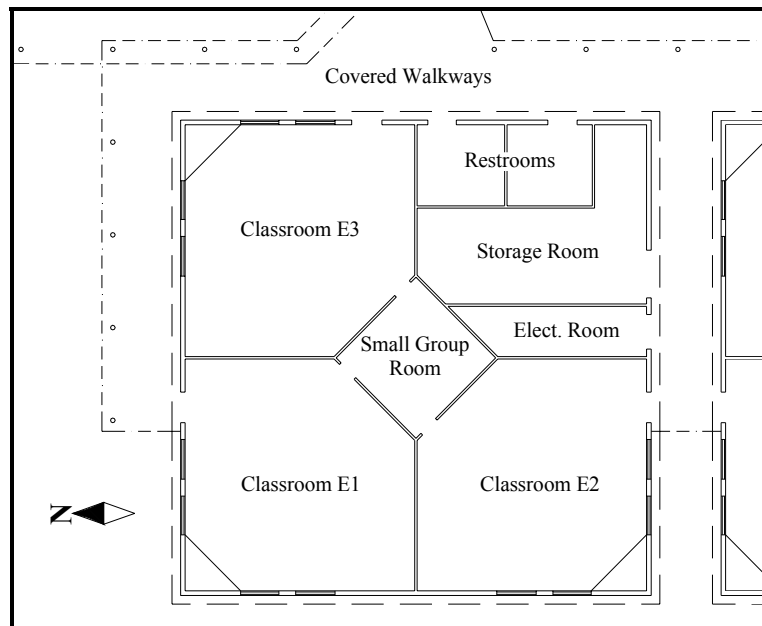 Covered Walkways
Restrooms
Classroom E3
Storage Room
Elect. Room
Small Group
Room
Classroom E1
Classroom E2
N